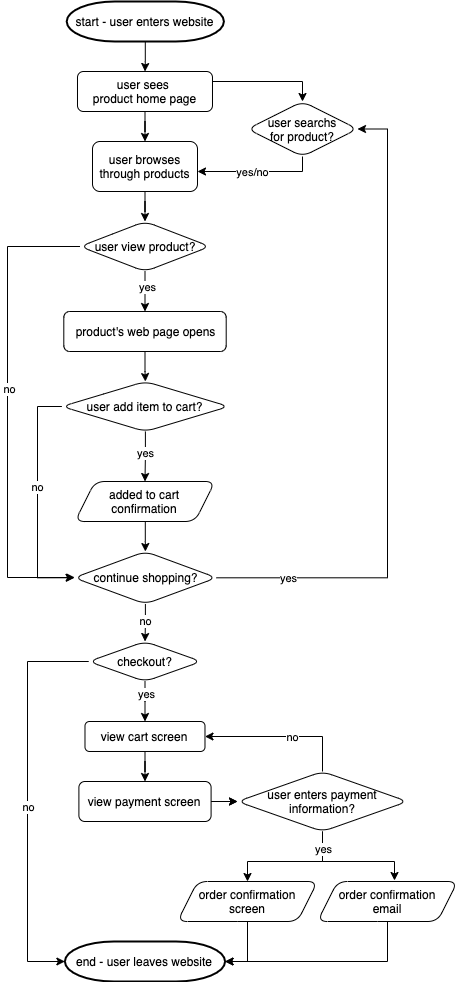 start - user enters website
user sees
product home page
user searchs
for product?
user browses
through products
yes/no
user view product?
yes
product's web page opens
no
user add item to cart?
yes
no
added to cart
confirmation
continue shopping?
yes
no
checkout?
yes
view cart screen
no
view payment screen
user enters payment
information?
no
yes
order confirmation
screen
order confirmation
email
end - user leaves website